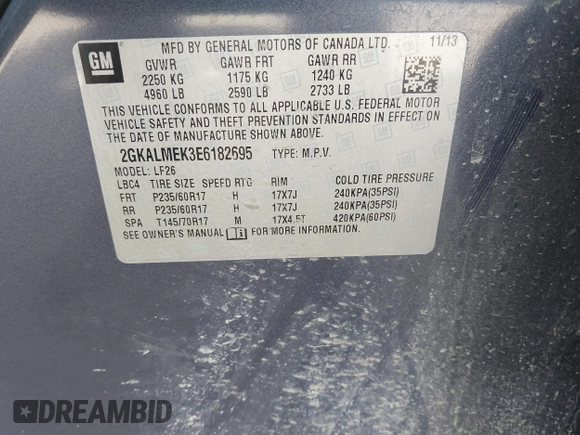 GM
MFD BY GENERAL MOTORS OF CANADA LTD. 11/13
GVWR GAWR FRT GAWR RR
2250 KG 1175 KG 1240 KG
4960 LB 2590 LB 2733 LB
THIS VEHICLE CONFORMS TO ALL APPLICABLE U.S. FEDERAL MOTOR
VEHICLE SAFETY AND THEFT PREVENTION STANDARDS IN EFFECT ON
THE DATE OF MANUFACTURE SHOWN ABOVE.
2GKALMEK3E6182695 TYPE: M.P.V.
MODEL: LF26
LBC4 TIRE SIZE SPEED RTG RIM COLD TIRE PRESSURE
FRT P235/60R17 H 17X7J 240KPA(35PSI)
RR P235/60R17 H 17X7J 240KPA(35PSI)
SPA T145/70R17 M 17X4.5T 420KPA(60PSI)
SEE OWNER'S MANUAL FOR MORE INFORMATION.
DREAMBID